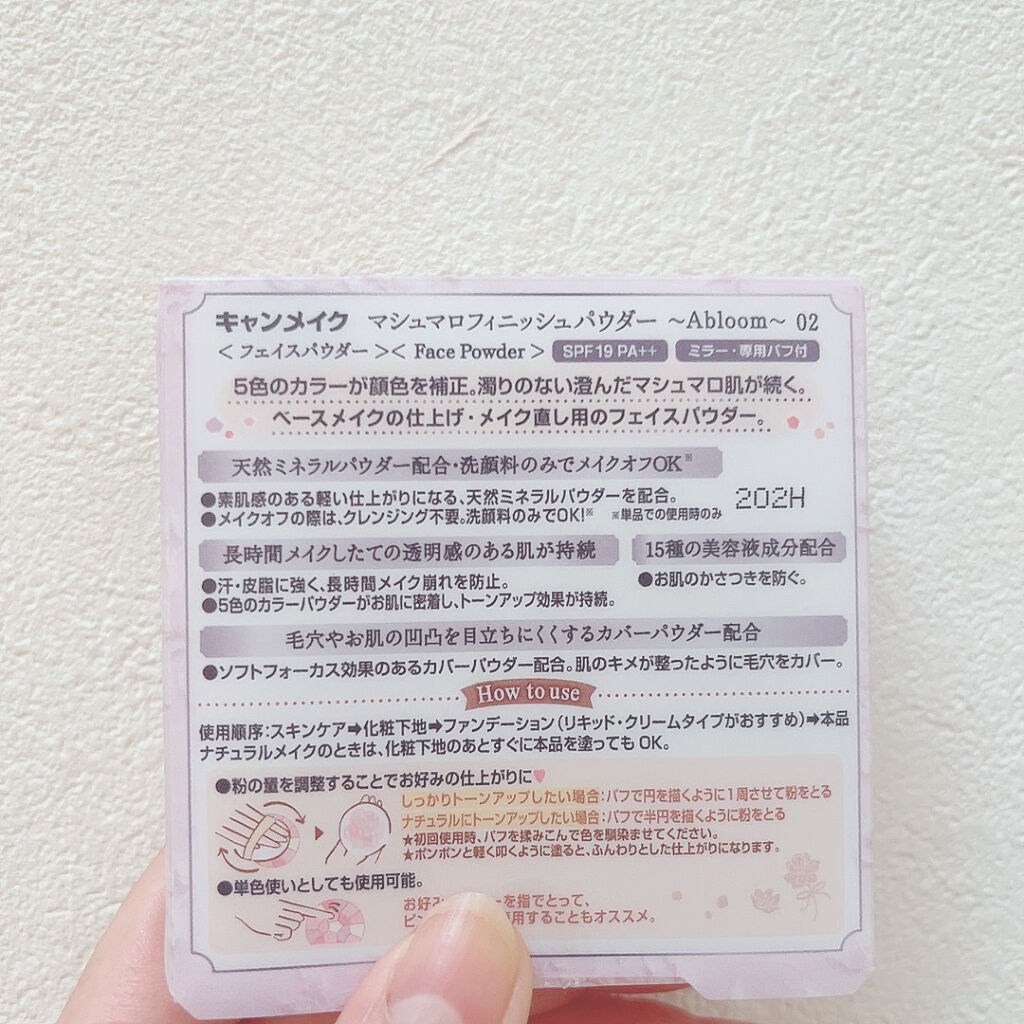 キャンメイク マシュマロフィニッシュパウダー ～Abloom～ 02
＜フェイスパウダー＞＜ Face Powder ＞ SPF19 PA++ ミラー・専用パフ付
5色のカラーが顔色を補正。濁りのない澄んだマシュマロ肌が続く。
ベースメイクの仕上げ・メイク直し用のフェイスパウダー。
天然ミネラルパウダー配合・洗顔料のみでメイクオフOK※
●素肌感のある軽い仕上がりになる、天然ミネラルパウダーを配合。
●メイクオフの際は、クレンジング不要。洗顔料のみでOK!※ ※単品での使用時のみ
202H
長時間メイクしたての透明感のある肌が持続
●汗・皮脂に強く、長時間メイク崩れを防止。
●5色のカラーパウダーがお肌に密着し、トーンアップ効果が持続。
15種の美容液成分配合
●お肌のかさつきを防ぐ。
毛穴やお肌の凹凸を目立ちにくくするカバーパウダー配合
●ソフトフォーカス効果のあるカバーパウダー配合。肌のキメが整ったように毛穴をカバー。
How to use
使用順序：スキンケア➡化粧下地➡ファンデーション（リキッド・クリームタイプがおすすめ）➡本品
ナチュラルメイクのときは、化粧下地のあとすぐに本品を塗っても OK。
●粉の量を調整することでお好みの仕上がりに♥
しっかりトーンアップしたい場合：パフで円を描くように1周させて粉をとる
ナチュラルにトーンアップしたい場合：パフで半円を描くように粉をとる
★初回使用時、パフを揉みこんで色を馴染ませてください。
★ポンポンと軽く叩くように塗ると、ふんわりとした仕上がりになります。
●単色使いとしても使用可能。
お好み ーを指でとって、
ピン 用することもオススメ。